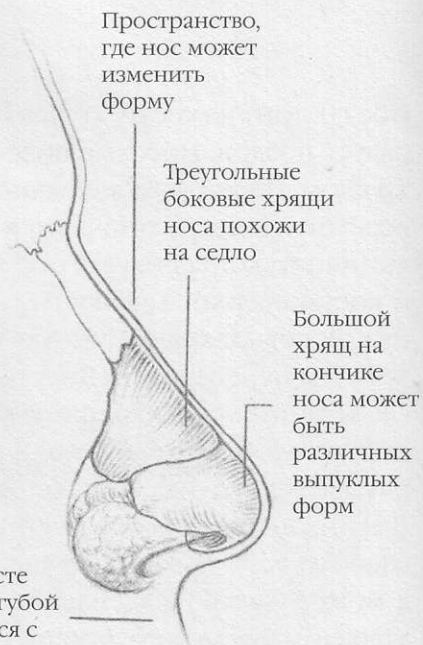 Пространство,
где нос может
изменить
форму
Треугольные
боковые хрящи
носа похожи
на седло
Большой
хрящ на
кончике
носа может
быть
различных
выпуклых
форм
губой
с